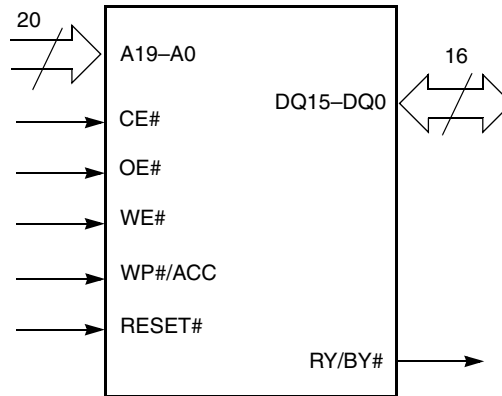 20
A19–A0
16
DQ15–DQ0
CE#
OE#
WE#
WP#/ACC
RESET#
RY/BY#